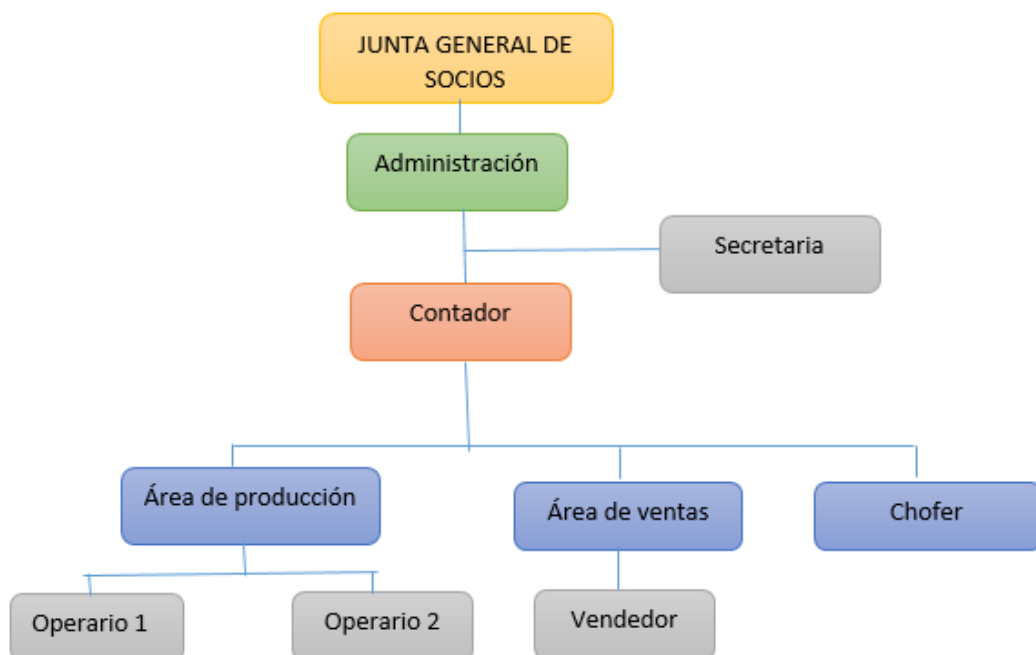 JUNTA GENERAL DE
SOCIOS
Administración
Secretaria
Contador
Área de producción
Área de ventas
Chofer
Operario 1
Operario 2
Vendedor